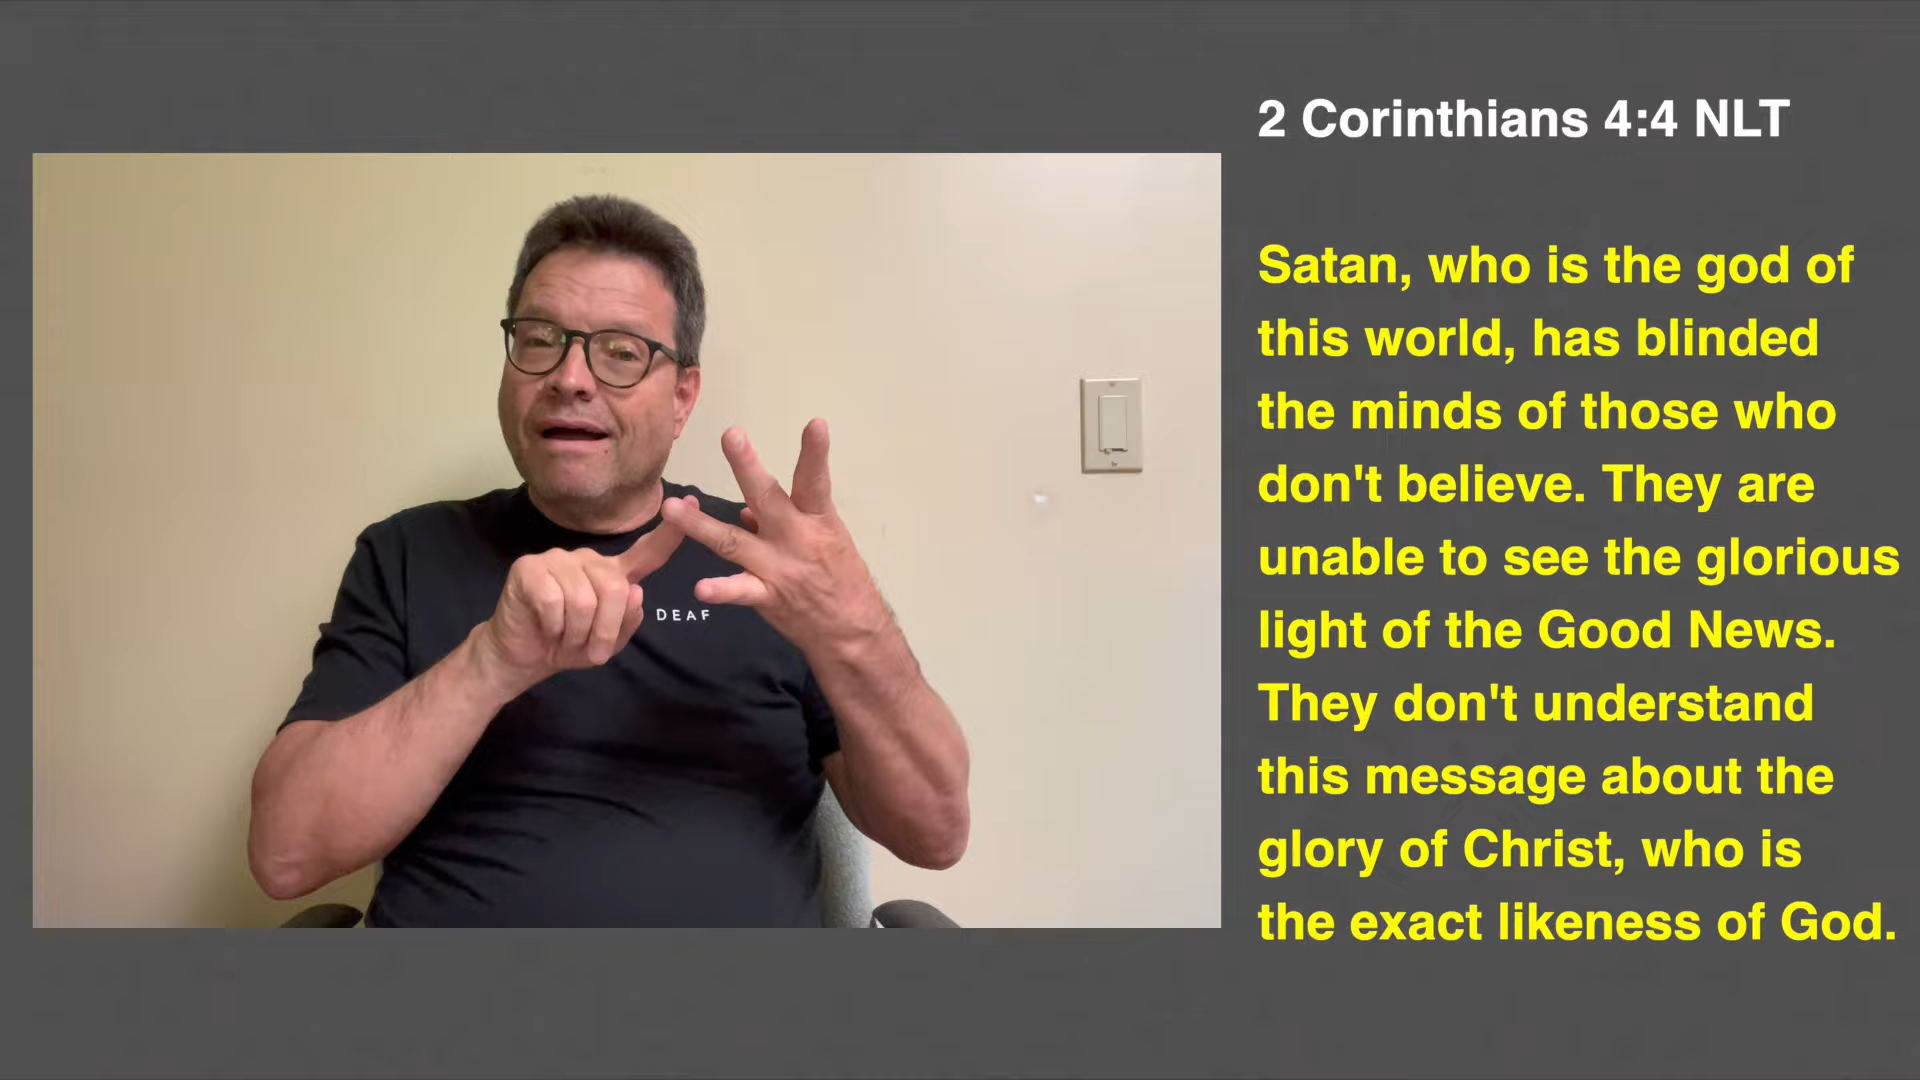 2 Corinthians 4:4 NLT
Satan, who is the god of
this world, has blinded
the minds of those who
don't believe. They are
unable to see the glorious
light of the Good News.
They don't understand
this message about the
glory of Christ, who is
the exact likeness of God.
DEAF